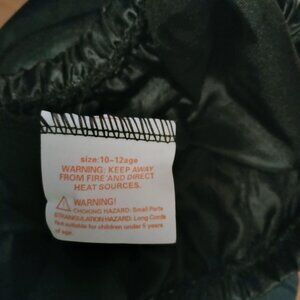 size:10-12age
WARNING: KEEP AWAY
FROM FIRE AND DIRECT
HEAT SOURCES.
WARNING!
CHOKING HAZARD: Small Parts
STRANGULATION HAZARD: Long Cords
Not suitable for children under 5 years
of age.